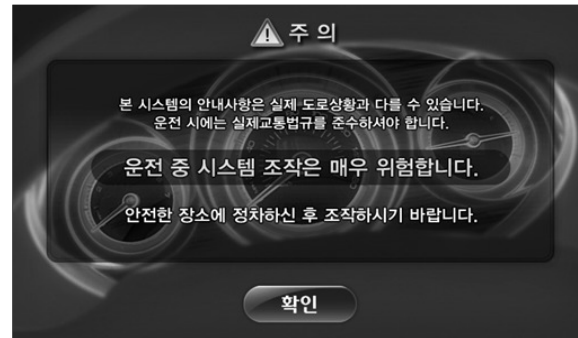 주 의
본 시스템의 안내사항은 실제 도로상황과 다를 수 있습니다.
운전 시에는 실제교통법규를 준수하셔야 합니다.
운전 중 시스템 조작은 매우 위험합니다.
안전한 장소에 정차하신 후 조작하시기 바랍니다.
확인